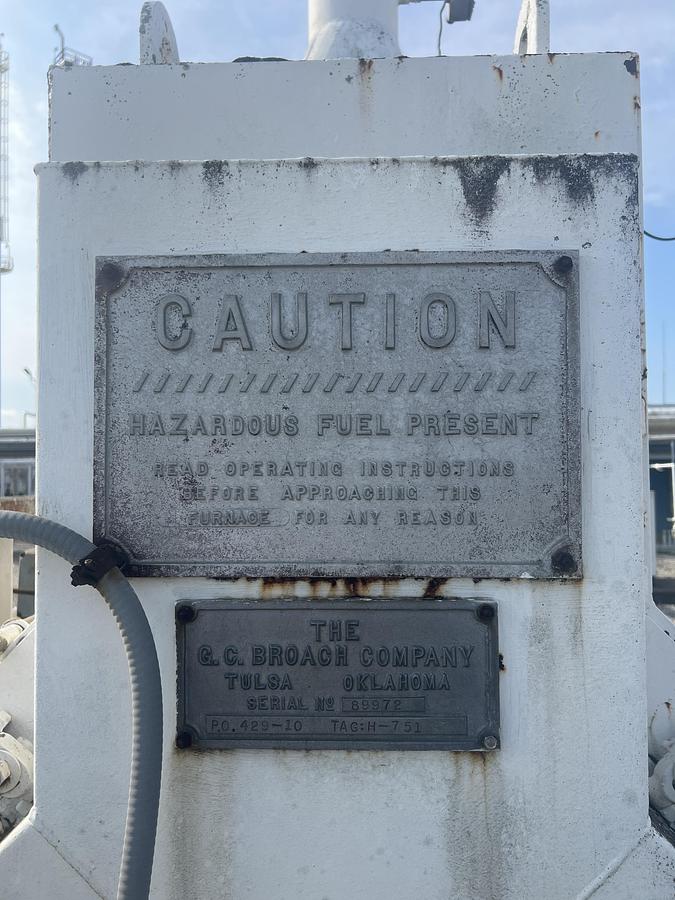 CAUTION
HAZARDOUS FUEL PRESENT
READ OPERATING INSTRUCTIONS
BEFORE APPROACHING THIS
FURNACE FOR ANY REASON
THE
G.C. BROACH COMPANY
TULSA OKLAHOMA
SERIAL Nº 89972
P.O. 429-10 TAG:H-751